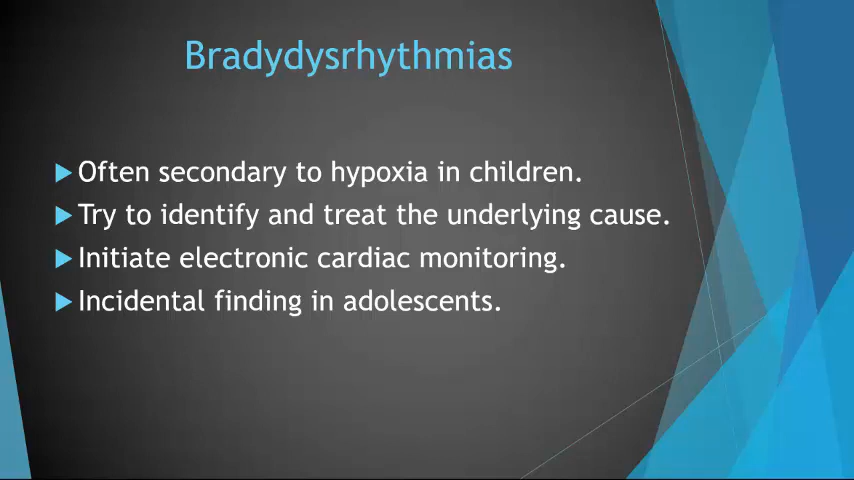 Bradydysrhythmias
Often secondary to hypoxia in children.
Try to identify and treat the underlying cause.
Initiate electronic cardiac monitoring.
Incidental finding in adolescents.